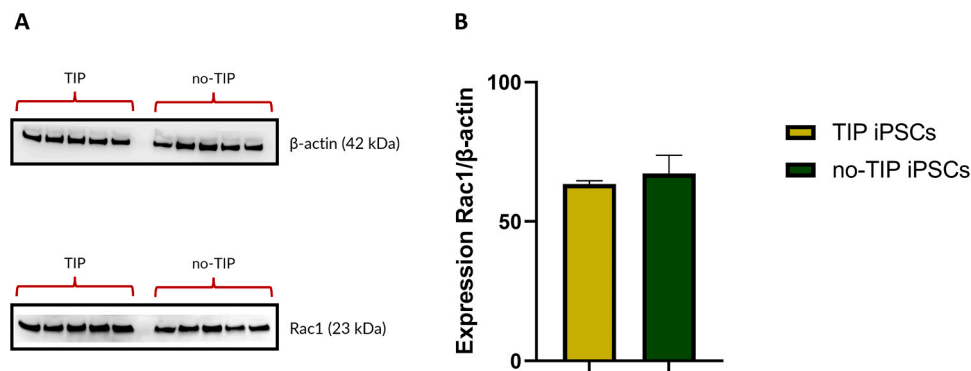 A
TIP
no-TIP
β-actin (42 kDa)
TIP
no-TIP
Rac1 (23 kDa)
B
Expression Rac1/β-actin
100
50
0
TIP iPSCs
no-TIP iPSCs